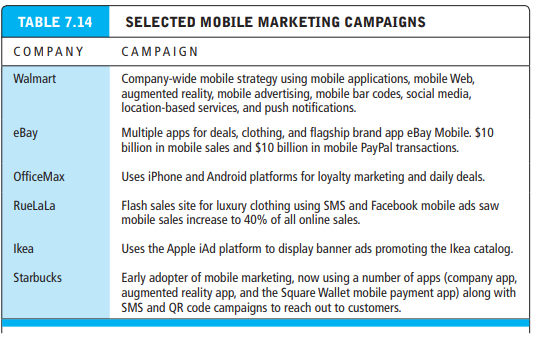 TABLE 7.14 SELECTED MOBILE MARKETING CAMPAIGNS
COMPANY CAMPAIGN
Walmart Company-wide mobile strategy using mobile applications, mobile Web,
augmented reality, mobile advertising, mobile bar codes, social media,
location-based services, and push notifications.
eBay Multiple apps for deals, clothing, and flagship brand app eBay Mobile. $10
billion in mobile sales and $10 billion in mobile PayPal transactions.
OfficeMax Uses iPhone and Android platforms for loyalty marketing and daily deals.
RueLaLa Flash sales site for luxury clothing using SMS and Facebook mobile ads saw
mobile sales increase to 40% of all online sales.
Ikea Uses the Apple iAd platform to display banner ads promoting the Ikea catalog.
Starbucks Early adopter of mobile marketing, now using a number of apps (company app,
augmented reality app, and the Square Wallet mobile payment app) along with
SMS and QR code campaigns to reach out to customers.